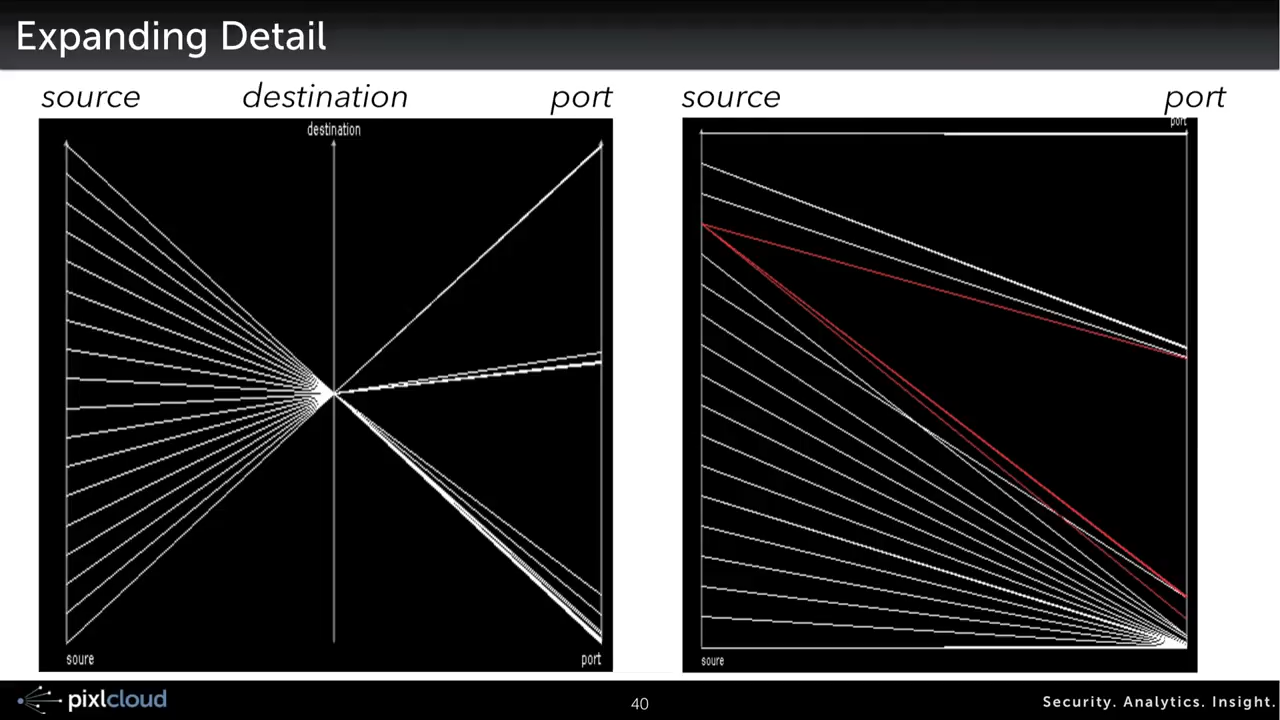 Expanding Detail
source destination port
source port
destination
port
soure port
soure
pixlcloud
40
Security. Analytics. Insight.